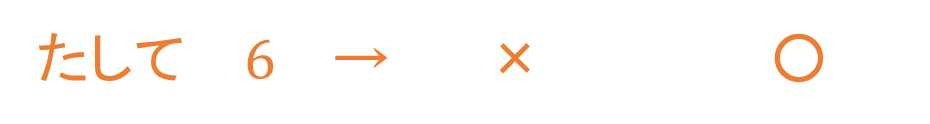 たして 6 → × ○